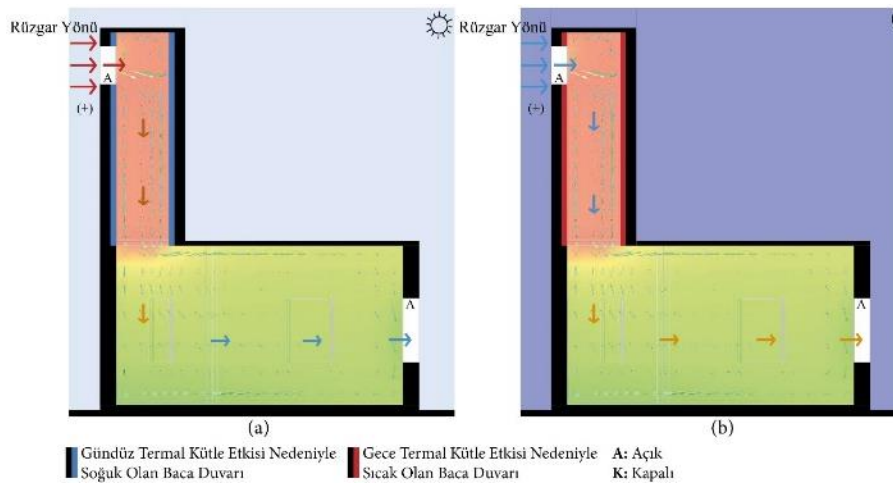 Rüzgar Yönü
A
(+)
A
(a)
Rüzgar Yönü
A
(+)
A
(b)
Gündüz Termal Kütle Etkisi Nedeniyle
Soğuk Olan Baca Duvarı
Gece Termal Kütle Etkisi Nedeniyle
Sıcak Olan Baca Duvarı
A: Açık
K: Kapalı